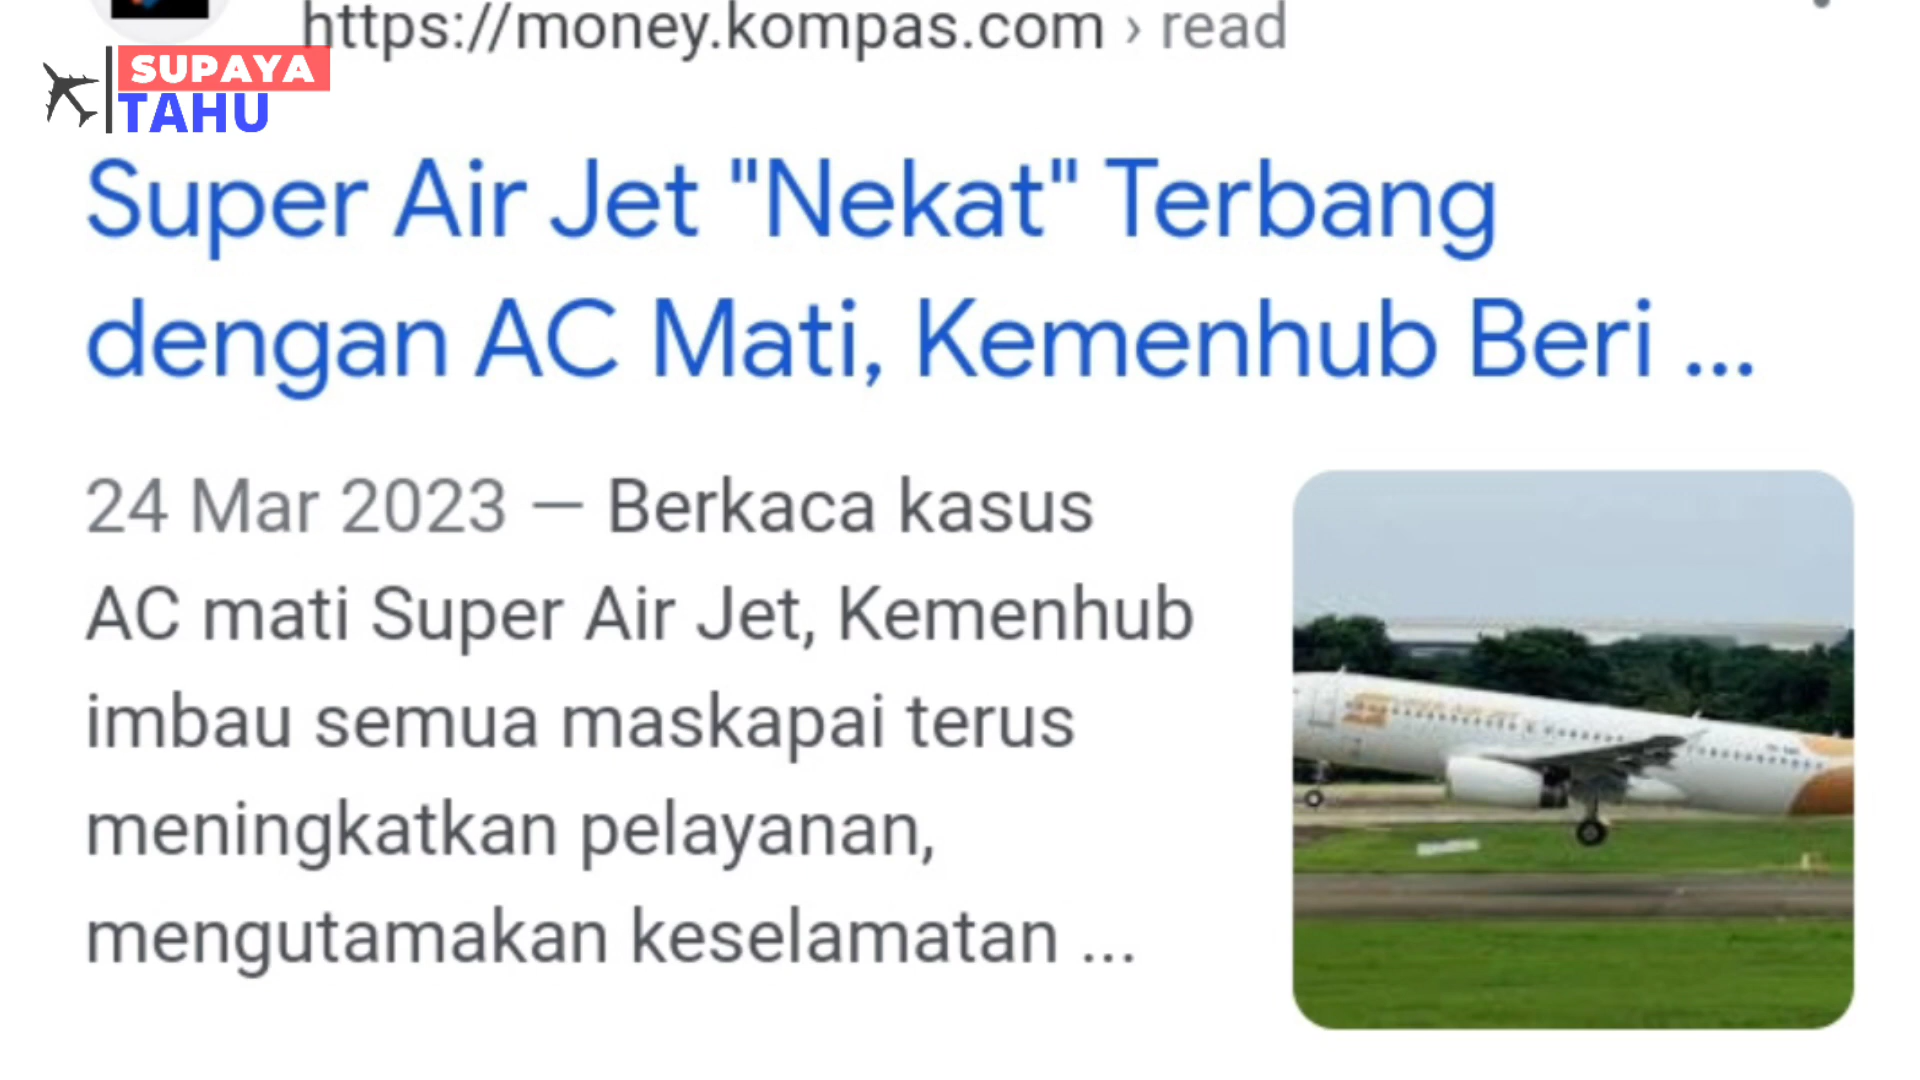 https://money.kompas.com › read
SUPAYA
TAHU
Super Air Jet "Nekat" Terbang
dengan AC Mati, Kemenhub Beri ...
24 Mar 2023 — Berkaca kasus
AC mati Super Air Jet, Kemenhub
imbau semua maskapai terus
meningkatkan pelayanan,
mengutamakan keselamatan ...